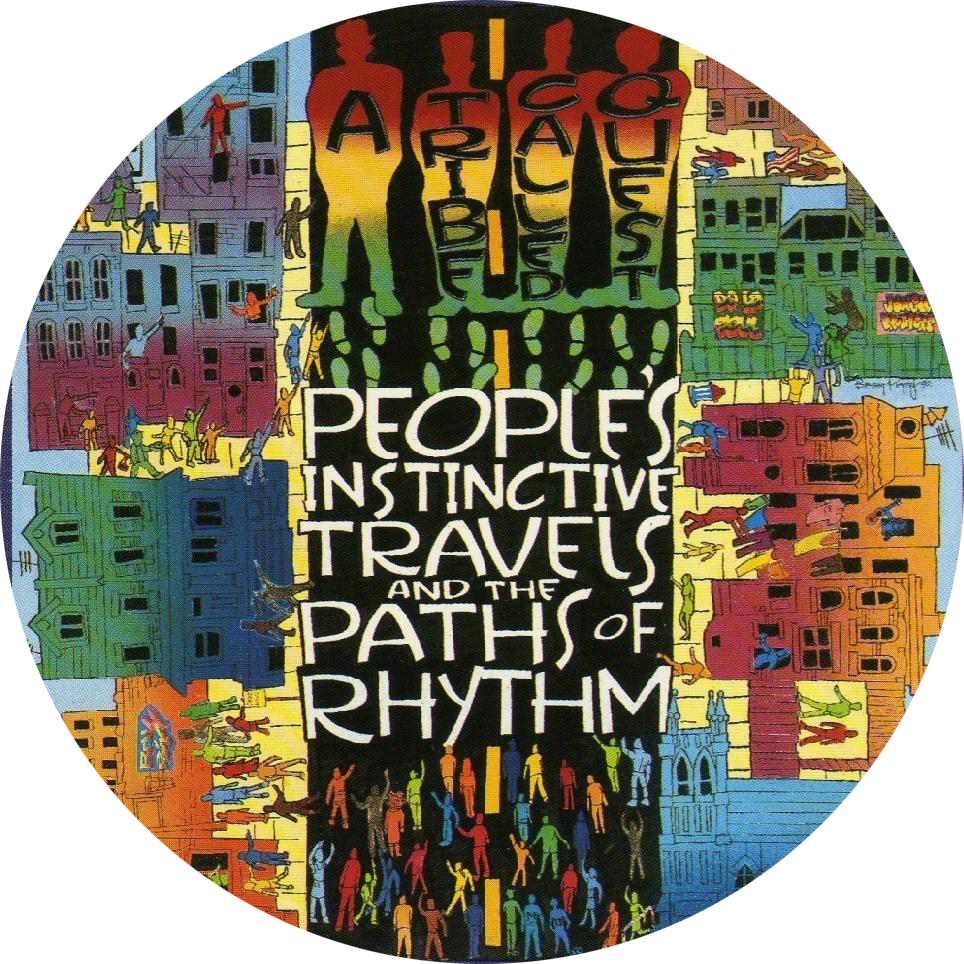 A
TRIBE
CALLED
QUEST
PEOPLE'S
INSTINCTIVE
TRAVELS
AND THE
PATHS OF
RHYTHM